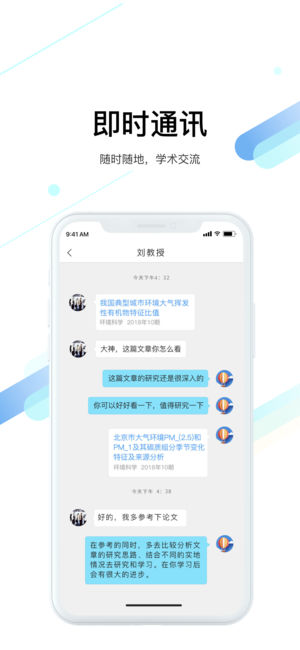 即时通讯
随时随地，学术交流
9:41 AM
刘教授
今天下午4：32
我国典型城市环境大气挥发
性有机物特征比值
环境科学 2018年10期
大神，这篇文章你怎么看
这篇文章的研究还是很深入的
你可以好好看一下，值得研究一下
北京市大气环境PM_(2.5)和
PM_1及其碳质组分季节变化
特征及来源分析
环境科学 2018年10期
今天下午 4：38
好的，我多参考下论文
在参考的同时，多去比较分析文
章的研究思路、结合不同的实地
情况去研究和学习。在你学习后
会有很大的进步。